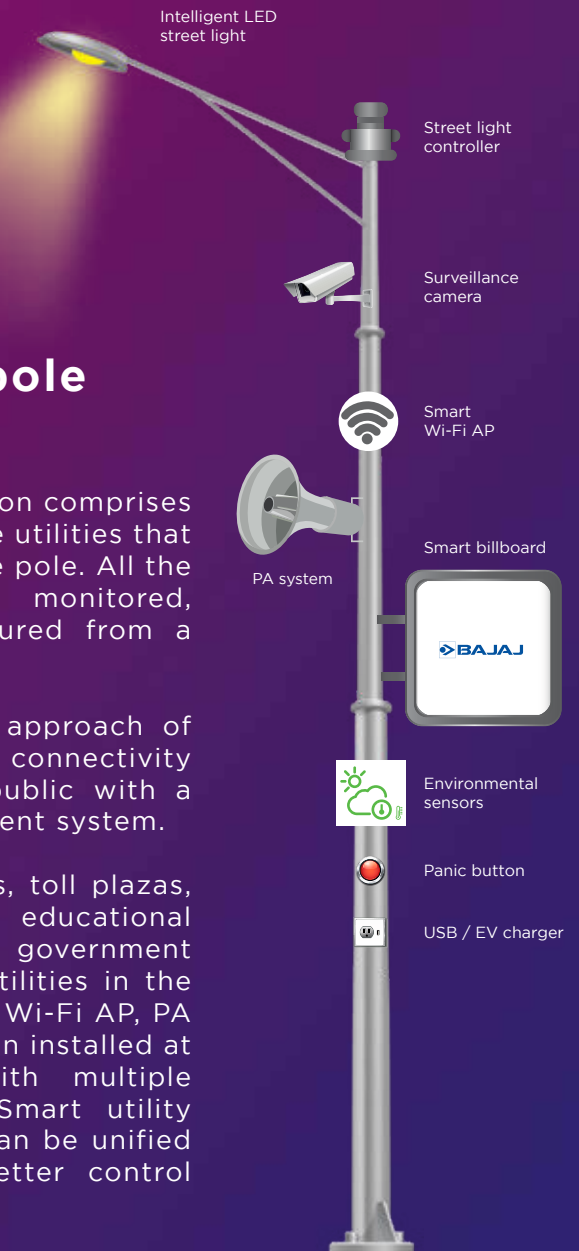 Intelligent LED
street light
Street light
controller
Surveillance
camera
pole
Smart
Wi-Fi AP
on comprises
e utilities that
e pole. All the
monitored,
ured from a
PA system
Smart billboard
BAJAJ
approach of
connectivity
public with a
ent system.
Environmental
sensors
Panic button
USB / EV charger
s, toll plazas,
educational
government
tilities in the
Wi-Fi AP, PA
n installed at
ith multiple
Smart utility
an be unified
etter control